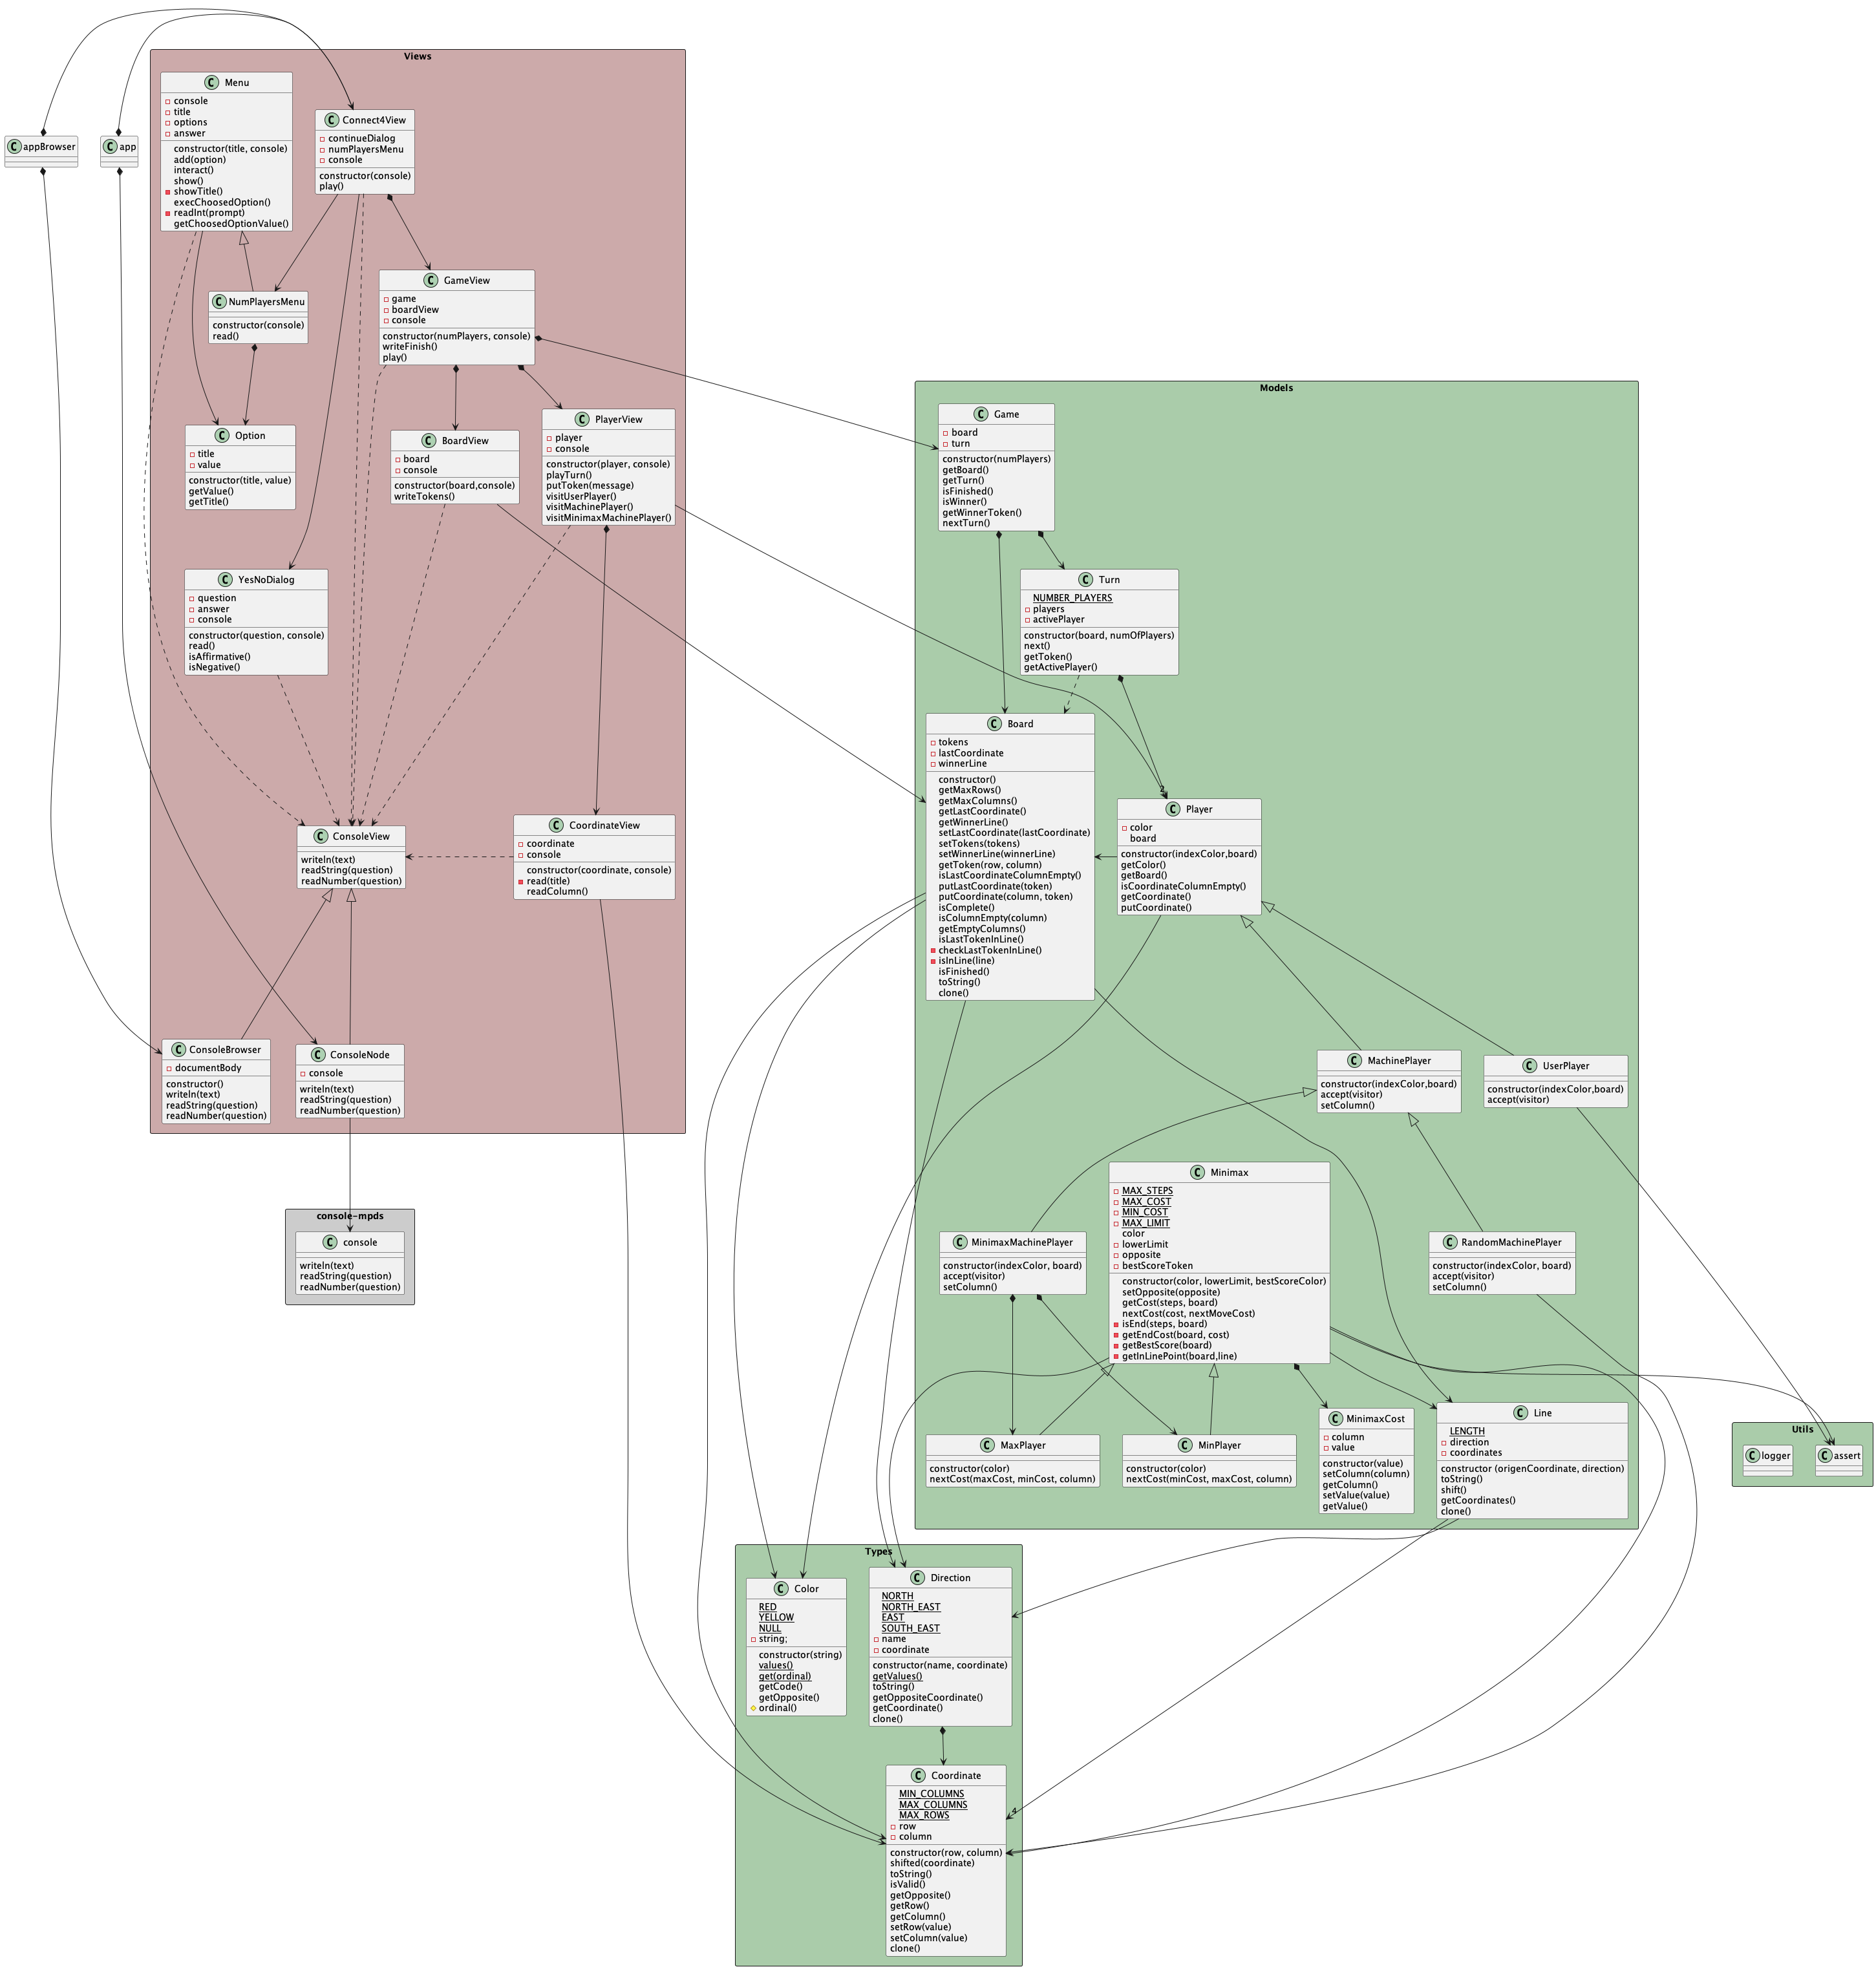 appBrowser
app
Views
Menu
console
title
options
answer
constructor(title, console)
add(option)
interact()
show()
showTitle()
execChoosedOption()
readInt(prompt)
getChoosedOptionValue()
Connect4View
continueDialog
numPlayersMenu
console
constructor(console)
play()
NumPlayersMenu
constructor(console)
read()
GameView
game
boardView
console
constructor(numPlayers, console)
writeFinish()
play()
Option
title
value
constructor(title, value)
getValue()
getTitle()
BoardView
board
console
constructor(board,console)
writeTokens()
PlayerView
player
console
constructor(player, console)
playTurn()
putToken(message)
visitUserPlayer()
visitMachinePlayer()
visitMinimaxMachinePlayer()
YesNoDialog
question
answer
console
constructor(question, console)
read()
isAffirmative()
isNegative()
ConsoleView
writeln(text)
readString(question)
readNumber(question)
CoordinateView
coordinate
console
constructor(coordinate, console)
read(title)
readColumn()
ConsoleBrowser
documentBody
constructor()
writeln(text)
readString(question)
readNumber(question)
ConsoleNode
console
writeln(text)
readString(question)
readNumber(question)
console-mpds
console
writeln(text)
readString(question)
readNumber(question)
Models
Game
board
turn
constructor(numPlayers)
getBoard()
getTurn()
isFinished()
isWinner()
getWinnerToken()
nextTurn()
Turn
NUMBER_PLAYERS
players
activePlayer
constructor(board, numOfPlayers)
next()
getToken()
getActivePlayer()
Board
tokens
lastCoordinate
winnerLine
constructor()
getMaxRows()
getMaxColumns()
getLastCoordinate()
getWinnerLine()
setLastCoordinate(lastCoordinate)
setTokens(tokens)
setWinnerLine(winnerLine)
getToken(row, column)
isLastCoordinateColumnEmpty()
putLastCoordinate(token)
putCoordinate(column, token)
isComplete()
isColumnEmpty(column)
getEmptyColumns()
isLastTokenInLine()
checkLastTokenInLine()
isInLine(line)
isFinished()
toString()
clone()
2
Player
color
board
constructor(indexColor,board)
getColor()
getBoard()
isCoordinateColumnEmpty()
getCoordinate()
putCoordinate()
MachinePlayer
constructor(indexColor,board)
accept(visitor)
setColumn()
UserPlayer
constructor(indexColor,board)
accept(visitor)
Minimax
MAX_STEPS
MAX_COST
MIN_COST
MAX_LIMIT
color
lowerLimit
opposite
bestScoreToken
constructor(color, lowerLimit, bestScoreColor)
setOpposite(opposite)
getCost(steps, board)
nextCost(cost, nextMoveCost)
isEnd(steps, board)
getEndCost(board, cost)
getBestScore(board)
getInLinePoint(board,line)
MinimaxMachinePlayer
constructor(indexColor, board)
accept(visitor)
setColumn()
RandomMachinePlayer
constructor(indexColor, board)
accept(visitor)
setColumn()
MaxPlayer
constructor(color)
nextCost(maxCost, minCost, column)
MinPlayer
constructor(color)
nextCost(minCost, maxCost, column)
MinimaxCost
column
value
constructor(value)
setColumn(column)
getColumn()
setValue(value)
getValue()
Line
LENGTH
direction
coordinates
constructor (origenCoordinate, direction)
toString()
shift()
getCoordinates()
clone()
Utils
logger
assert
Types
Color
RED
YELLOW
NULL
string;
constructor(string)
values()
get(ordinal)
getCode()
getOpposite()
ordinal()
Direction
NORTH
NORTH_EAST
EAST
SOUTH_EAST
name
coordinate
constructor(name, coordinate)
getValues()
toString()
getOppositeCoordinate()
getCoordinate()
clone()
Coordinate
MIN_COLUMNS
MAX_COLUMNS
MAX_ROWS
row
column
constructor(row, column)
shifted(coordinate)
toString()
isValid()
getOpposite()
getRow()
getColumn()
setRow(value)
setColumn(value)
clone()
4